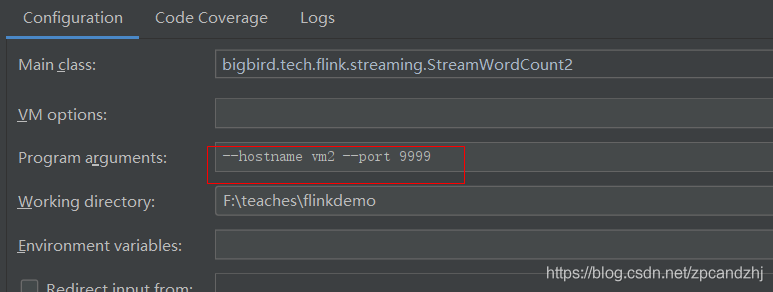 Configuration Code Coverage Logs
Main class: bigbird.tech.flink.streaming.StreamWordCount2
VM options:
Program arguments: --hostname vm2 --port 9999
Working directory: F:\teaches\flinkdemo
Environment variables:
Redirect input from:
https://blog.csdn.net/zpcandzhj